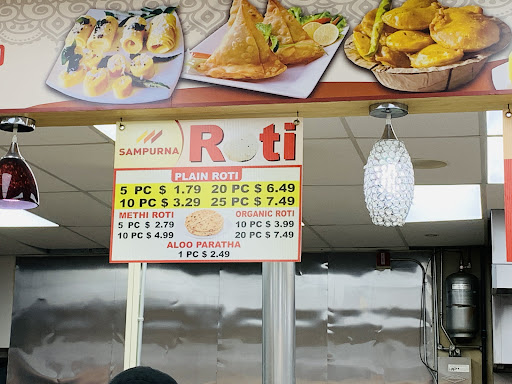 SAMPURNA
Roti
PLAIN ROTI
5 PC $ 1.79 20 PC $ 6.49
10 PC $ 3.29 25 PC $ 7.49
METHI ROTI
5 PC $ 2.79
10 PC $ 4.99
ORGANIC ROTI
10 PC $ 3.99
20 PC $ 7.49
ALOO PARATHA
1 PC $ 2.49